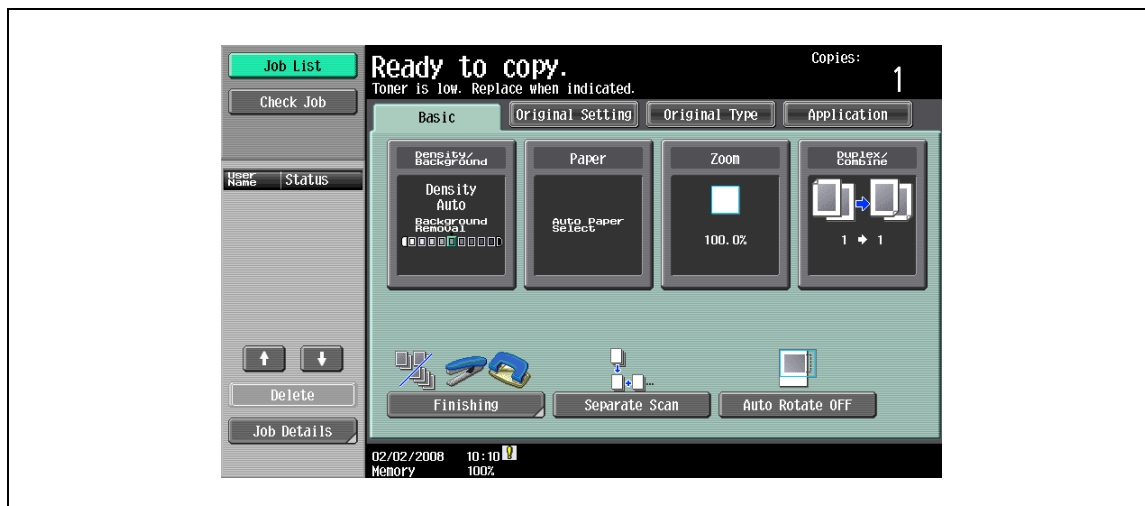 Job List
Check Job
User Name
Status
Delete
Job Details
Ready to copy.
Toner is low. Replace when indicated.
Copies:
1
Basic
Original Setting
Original Type
Application
Density/
Background
Density
Auto
Background
Removal
Paper
Auto Paper
Select
Zoom
100.0%
Duplex/
Combine
1 → 1
Finishing
Separate Scan
Auto Rotate OFF
02/02/2008 10:10
Memory 100%